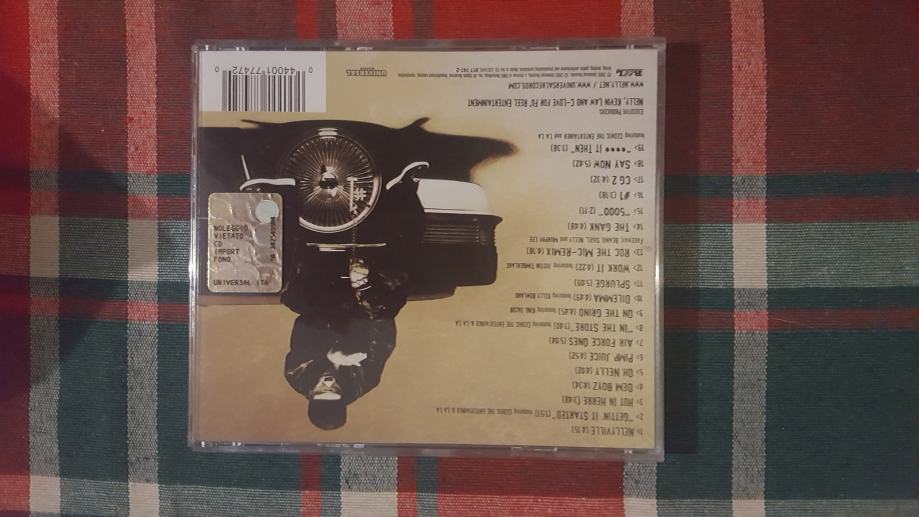 1> NELLYVILLE (4:15)
2> "GETTIN' IT STARTED" (1:51) featuring CEDRIC THE ENTERTAINER & LA LA
3> HOT IN HERRE (3:48)
4> DEM BOYZ (4:34)
5> OH NELLY (4:02)
6> PIMP JUICE (4:52)
7> AIR FORCE ONES (5:04)
8> "IN THE STORE" (1:40) featuring CEDRIC THE ENTERTAINER & LA LA
9> ON THE GRIND (4:45) featuring KING JACOB
10> DILEMMA (4:49) featuring KELLY ROWLAND
11> SPLURGE (5:09)
12> WORK IT (4:22) featuring JUSTIN TIMBERLAKE
13> ROC THE MIC-REMIX (4:18)
FREEWAY, BEANIE SIGEL, NELLY and MURPHY LEE
14> THE GANK (4:48)
15> "5000" (2:11)
16> #1 (3:18)
17> CG 2 (4:32)
18> SAY NOW (5:42)
19> "•••• IT THEN" (1:38)
featuring CEDRIC THE ENTERTAINER and LA LA
EXECUTIVE PRODUCERS:
NELLY, KEVIN LAW AND C-LOVE FO' REEL ENTERTAINMENT
WWW.NELLY.NET / WWW.UNIVERSALRECORDS.COM
UNIVERSAL
0 44001 77472 0
NOLEGGIO
VIETATO
CD
IMPORT
FONO
UNIVERSAL ITA